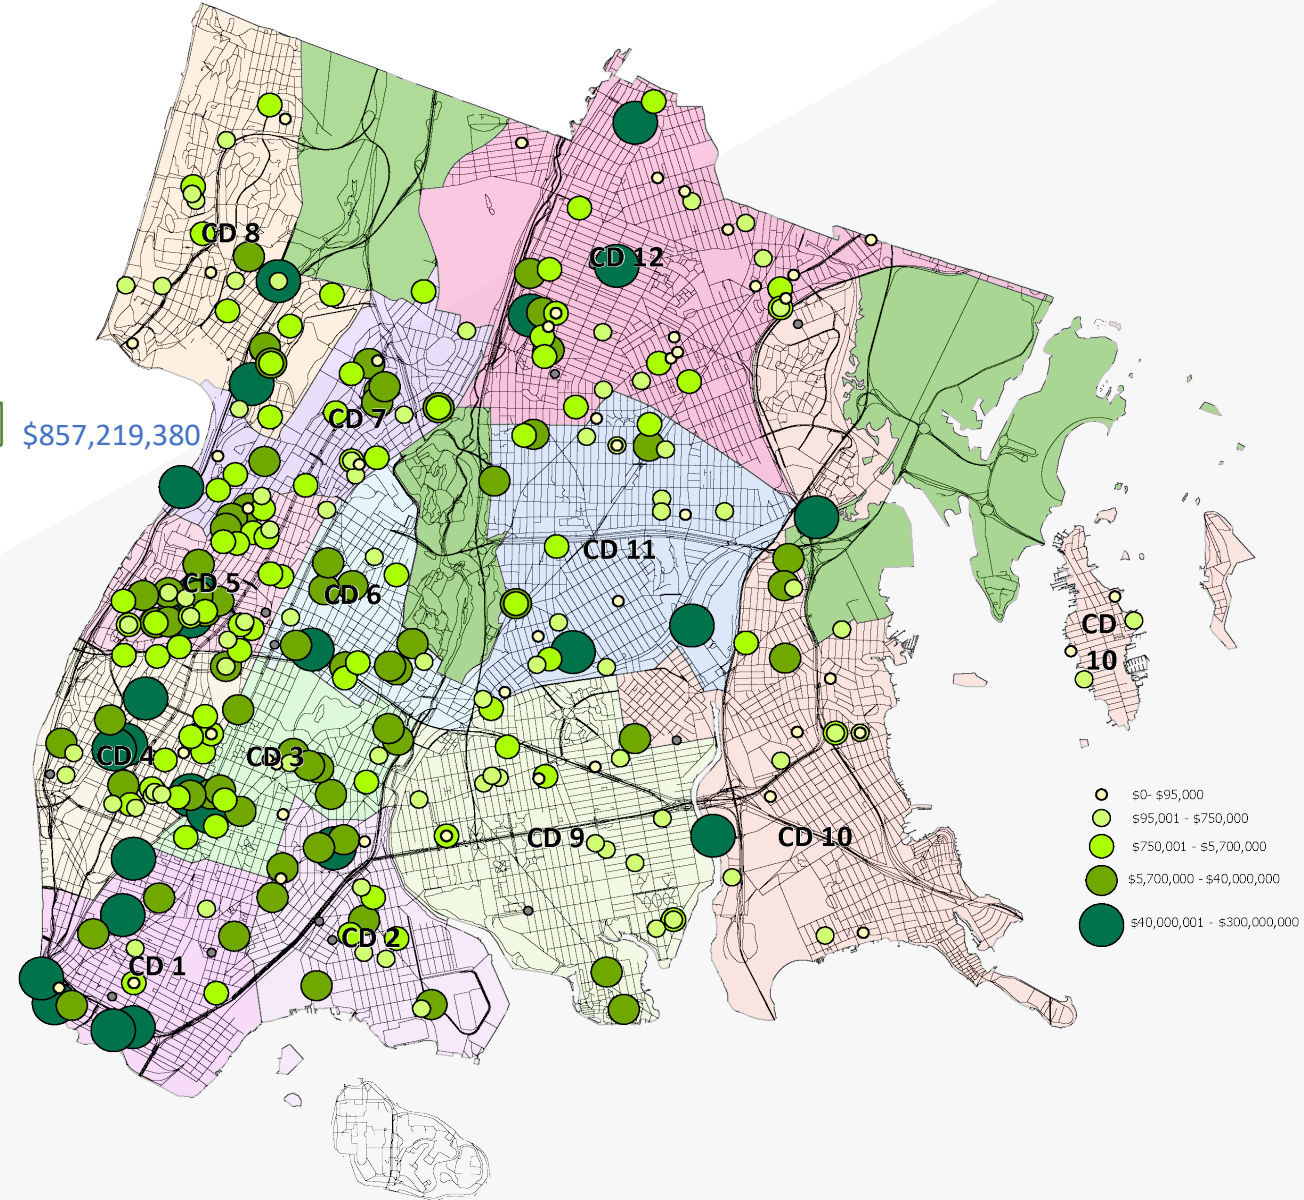 CD 8
CD 12
$857,219,380
CD 7
CD 11
CD 5
CD 6
CD
10
CD 4
CD 3
$0- $95,000
$95,001 - $750,000
CD 9
CD 10
$750,001 - $5,700,000
$5,700,000 - $40,000,000
$40,000,001 - $300,000,000
CD 2
CD 1